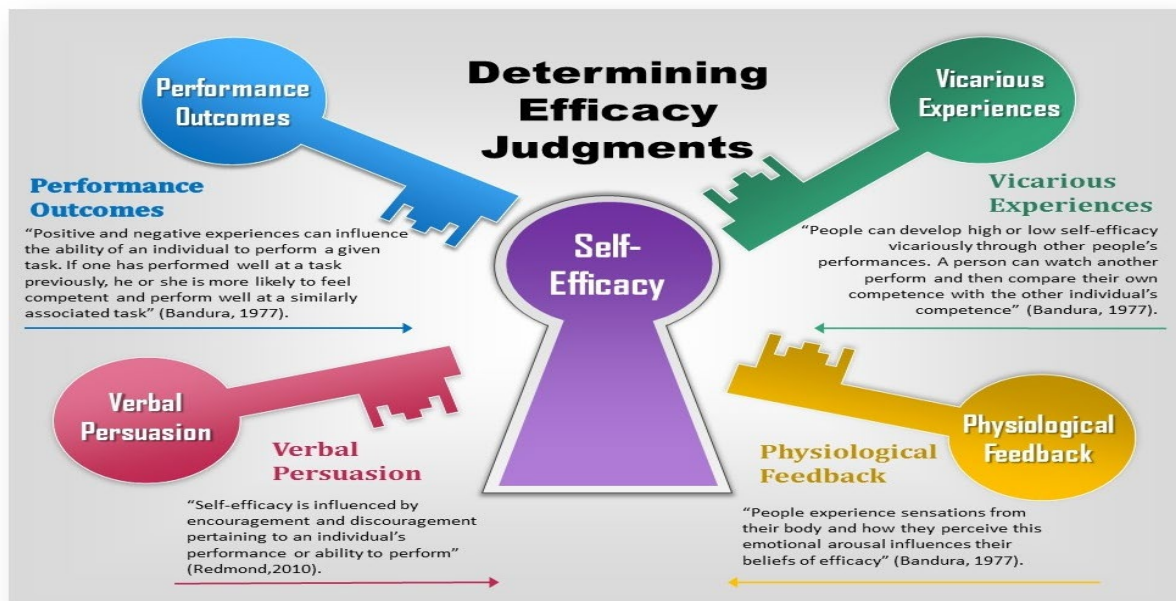 Determining
Efficacy
Judgments
Performance
Outcomes
Performance
Outcomes
“Positive and negative experiences can influence
the ability of an individual to perform a given
task. If one has performed well at a task
previously, he or she is more likely to feel
competent and perform well at a similarly
associated task” (Bandura, 1977).
Vicarious
Experiences
Vicarious
Experiences
“People can develop high or low self-efficacy
vicariously through other people’s
performances. A person can watch another
perform and then compare their own
competence with the other individual’s
competence” (Bandura, 1977).
Self-
Efficacy
Verbal
Persuasion
Verbal
Persuasion
“Self-efficacy is influenced by
encouragement and discouragement
pertaining to an individual’s
performance or ability to perform”
(Redmond,2010).
Physiological
Feedback
Physiological
Feedback
“People experience sensations from
their body and how they perceive this
emotional arousal influences their
beliefs of efficacy” (Bandura, 1977).